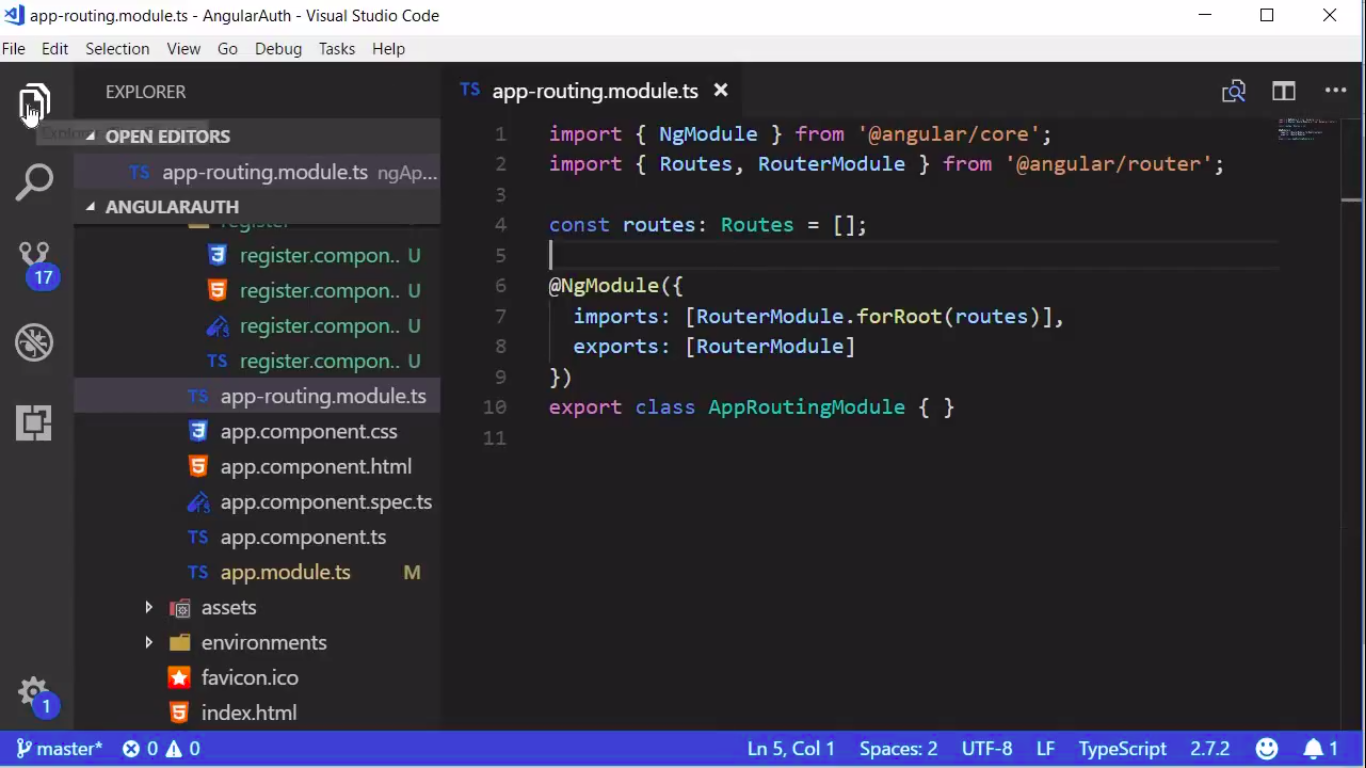 app-routing.module.ts - AngularAuth - Visual Studio Code
File Edit Selection View Go Debug Tasks Help
EXPLORER
OPEN EDITORS
TS app-routing.module.ts ngAp...
ANGULARAUTH
register
register.compon.. U
register.compon.. U
register.compon.. U
TS register.compon.. U
TS app-routing.module.ts
app.component.css
app.component.html
app.component.spec.ts
TS app.component.ts
TS app.module.ts M
assets
environments
favicon.ico
index.html
17
1
TS app-routing.module.ts
1 import { NgModule } from '@angular/core';
2 import { Routes, RouterModule } from '@angular/router';
3
4 const routes: Routes = [];
5
6 @NgModule({
7 imports: [RouterModule.forRoot(routes)],
8 exports: [RouterModule]
9 })
10 export class AppRoutingModule { }
11
master* 0 0 Ln 5, Col 1 Spaces: 2 UTF-8 LF TypeScript 2.7.2 1